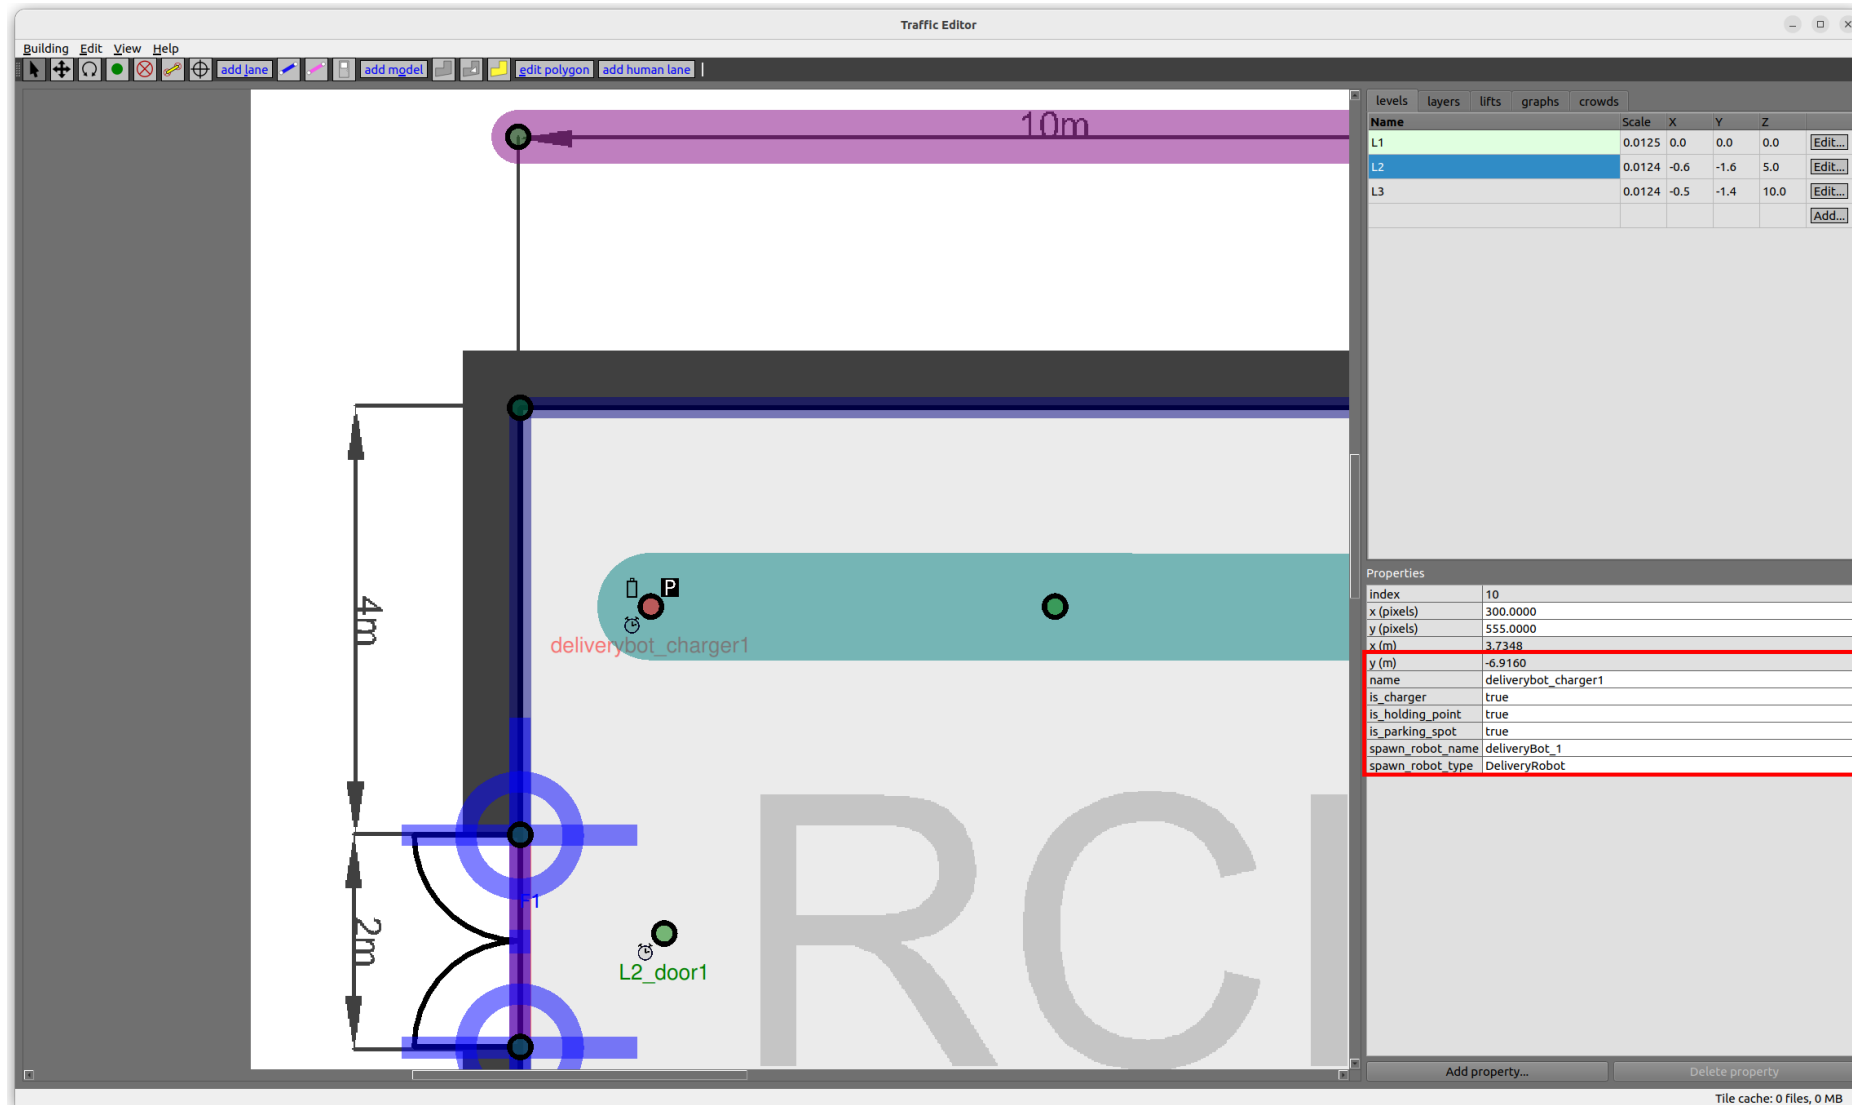 Traffic Editor
Building Edit View Help
add lane add model edit polygon add human lane
levels layers lifts graphs crowds
Name Scale X Y Z
L1 0.0125 0.0 0.0 0.0 Edit...
L2 0.0124 -0.6 -1.6 5.0 Edit...
L3 0.0124 -0.5 -1.4 10.0 Edit...
Add...
10m
4m
P
deliverybot_charger1
2m
L2_door1
RC
Properties
index 10
x (pixels) 300.0000
y (pixels) 555.0000
x (m) 3.7348
y (m) -6.9160
name deliverybot_charger1
is_charger true
is_holding_point true
is_parking_spot true
spawn_robot_name deliveryBot_1
spawn_robot_type DeliveryRobot
Add property... Delete property
Tile cache: 0 files, 0 MB